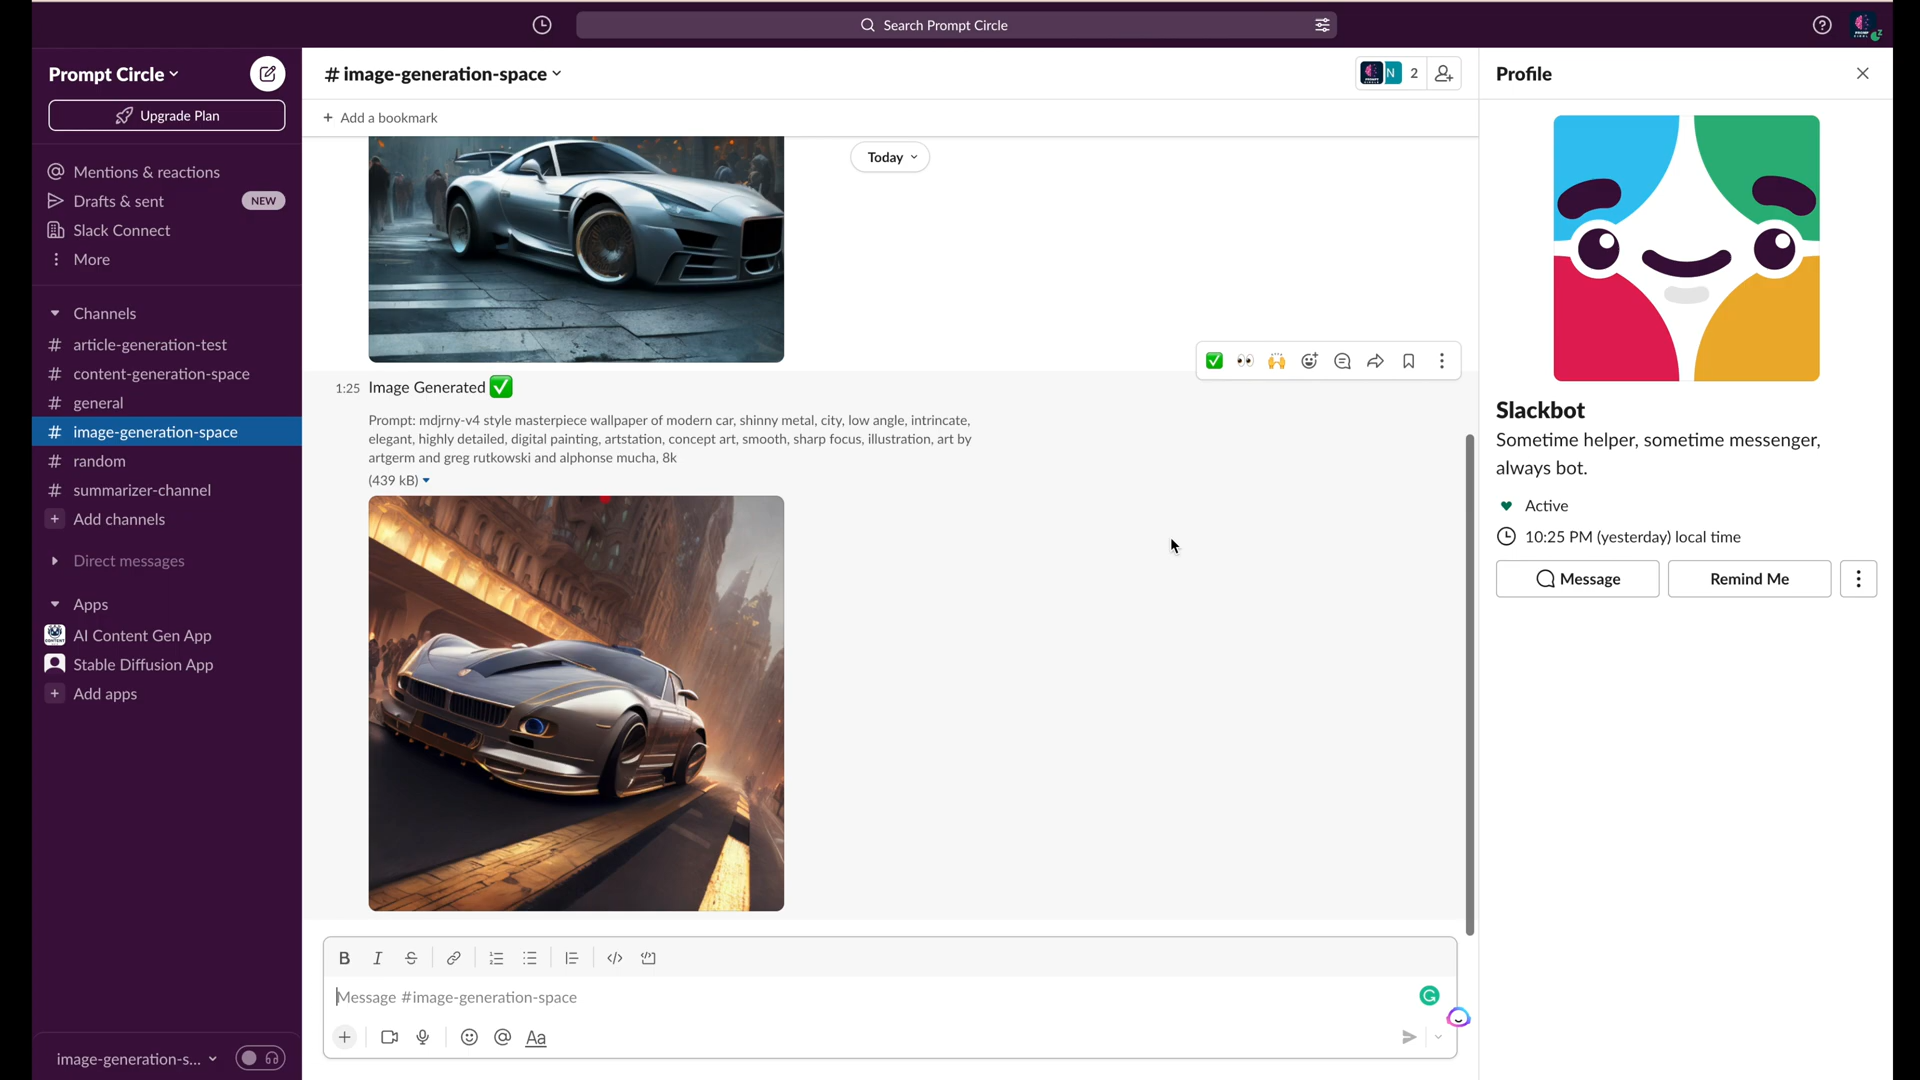 Search Prompt Circle
Prompt Circle
Upgrade Plan
Mentions & reactions
Drafts & sent NEW
Slack Connect
More
Channels
# article-generation-test
# content-generation-space
# general
# image-generation-space
# random
# summarizer-channel
+ Add channels
Direct messages
Apps
AI Content Gen App
Stable Diffusion App
+ Add apps
image-generation-s...
# image-generation-space
N 2
+ Add a bookmark
Today
1:25 Image Generated ✅
Prompt: mdjrny-v4 style masterpiece wallpaper of modern car, shinny metal, city, low angle, intricate,
elegant, highly detailed, digital painting, artstation, concept art, smooth, sharp focus, illustration, art by
artgerm and greg rutkowski and alphonse mucha, 8k
(439 kB)
B I S
Message #image-generation-space
Aa
Profile
Slackbot
Sometime helper, sometime messenger,
always bot.
Active
10:25 PM (yesterday) local time
Message Remind Me